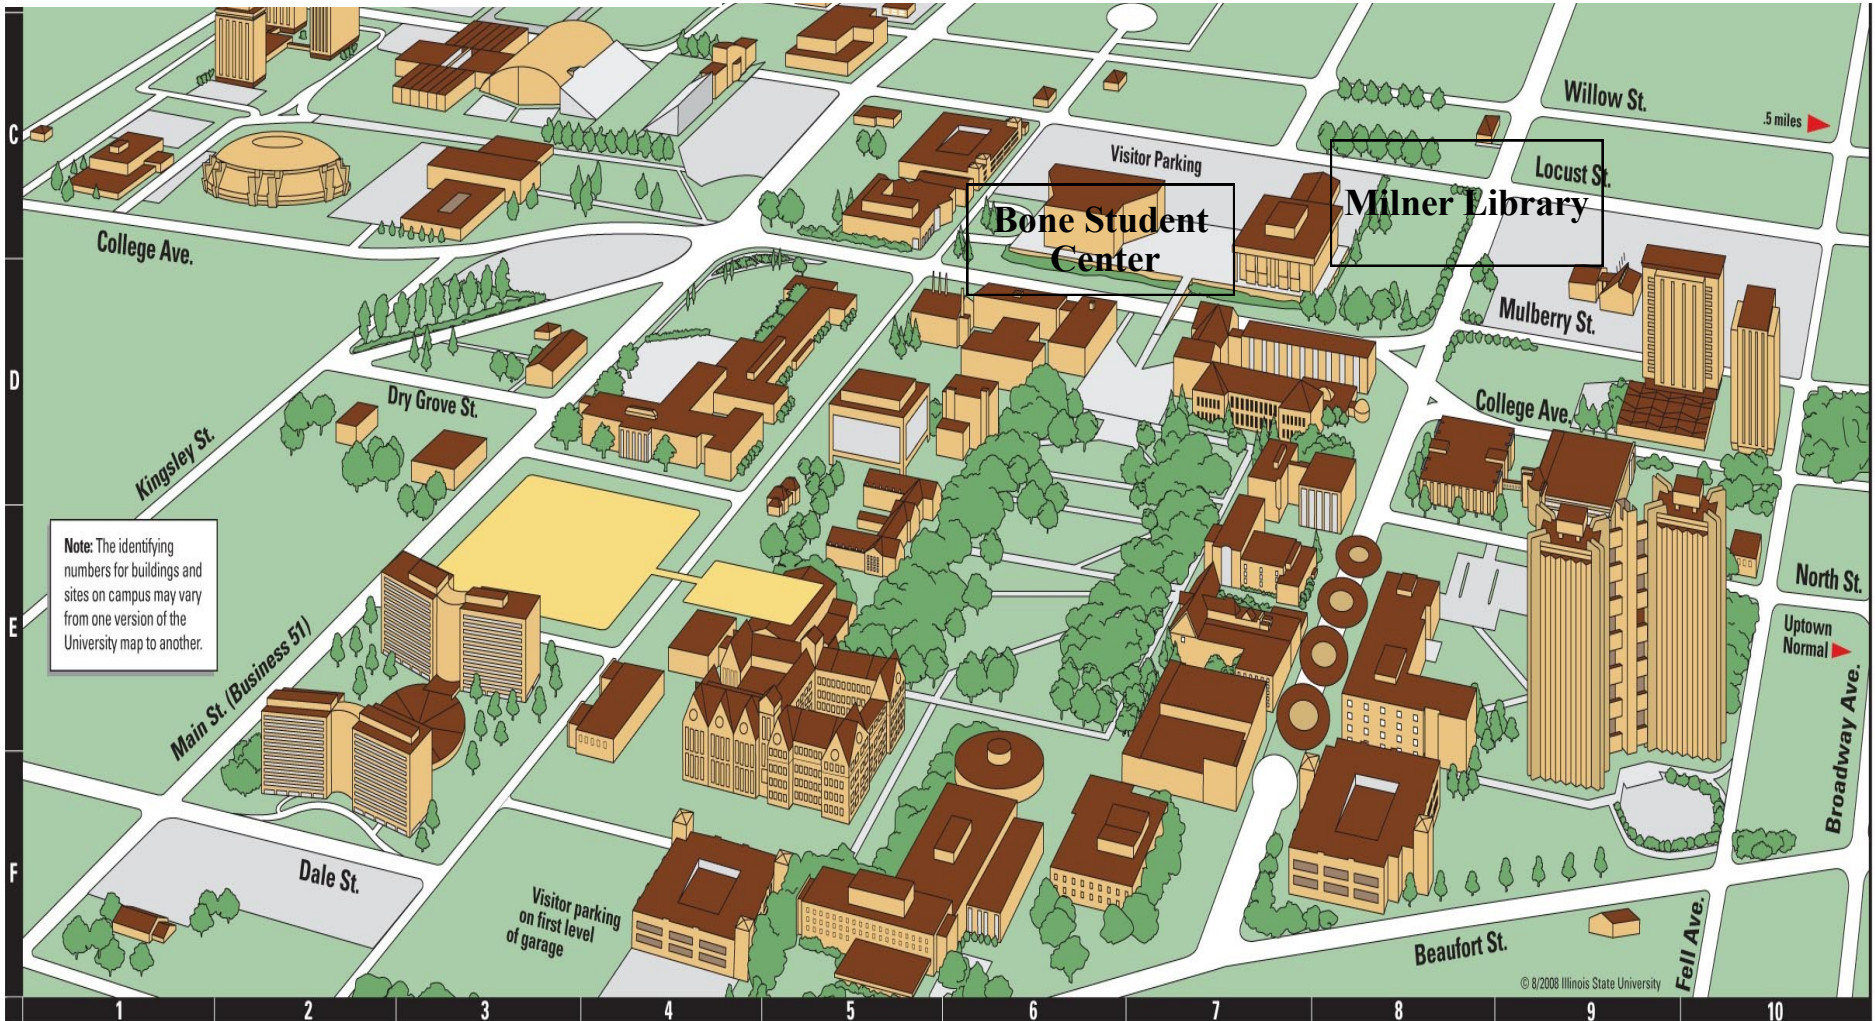 Willow St.
.5 miles
C
Visitor Parking
Locust St.
Milner Library
Bone Student
Center
College Ave.
Mulberry St.
D
Dry Grove St.
College Ave.
Kingsley St.
Note: The identifying
numbers for buildings and
sites on campus may vary
from one version of the
University map to another.
North St.
E
Uptown
Normal
Main St. (Business 51)
Broadway Ave.
F
Dale St.
Visitor parking
on first level
of garage
Beaufort St.
Fell Ave.
© 8/2008 Illinois State University
1 2 3 4 5 6 7 8 9 10